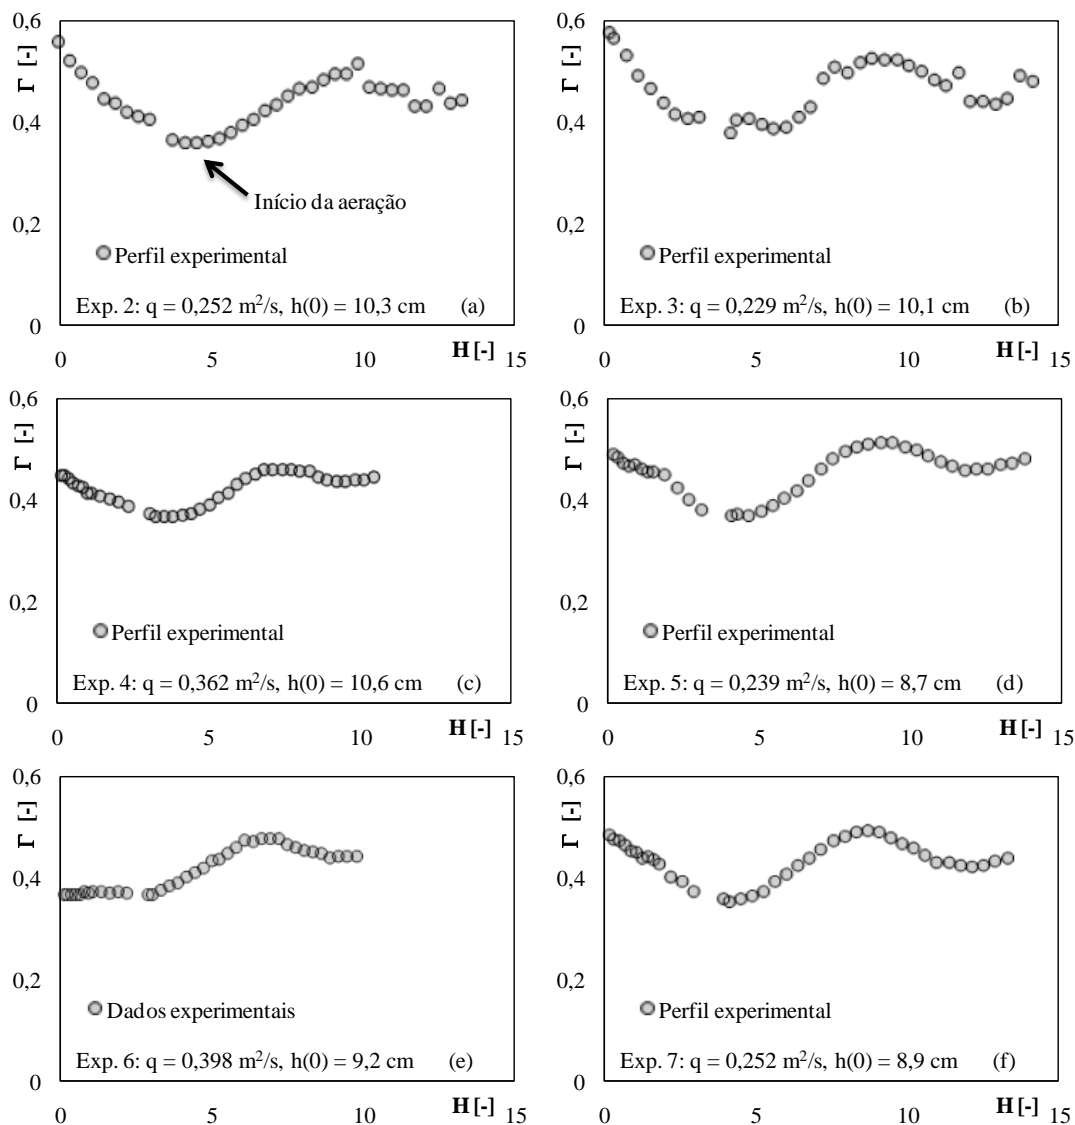 0,6
Γ [-]
0,4
0,2
0
Início da aeração
Perfil experimental
Exp. 2: q = 0,252 m²/s, h(0) = 10,3 cm (a)
0 5 10 H [-] 15
0,6
Γ [-]
0,4
0,2
0
Perfil experimental
Exp. 3: q = 0,229 m²/s, h(0) = 10,1 cm (b)
0 5 10 H [-] 15
0,6
Γ [-]
0,4
0,2
0
Perfil experimental
Exp. 4: q = 0,362 m²/s, h(0) = 10,6 cm (c)
0 5 10 H [-] 15
0,6
Γ [-]
0,4
0,2
0
Perfil experimental
Exp. 5: q = 0,239 m²/s, h(0) = 8,7 cm (d)
0 5 10 H [-] 15
0,6
Γ [-]
0,4
0,2
0
Dados experimentais
Exp. 6: q = 0,398 m²/s, h(0) = 9,2 cm (e)
0 5 10 H [-] 15
0,6
Γ [-]
0,4
0,2
0
Perfil experimental
Exp. 7: q = 0,252 m²/s, h(0) = 8,9 cm (f)
0 5 10 H [-] 15